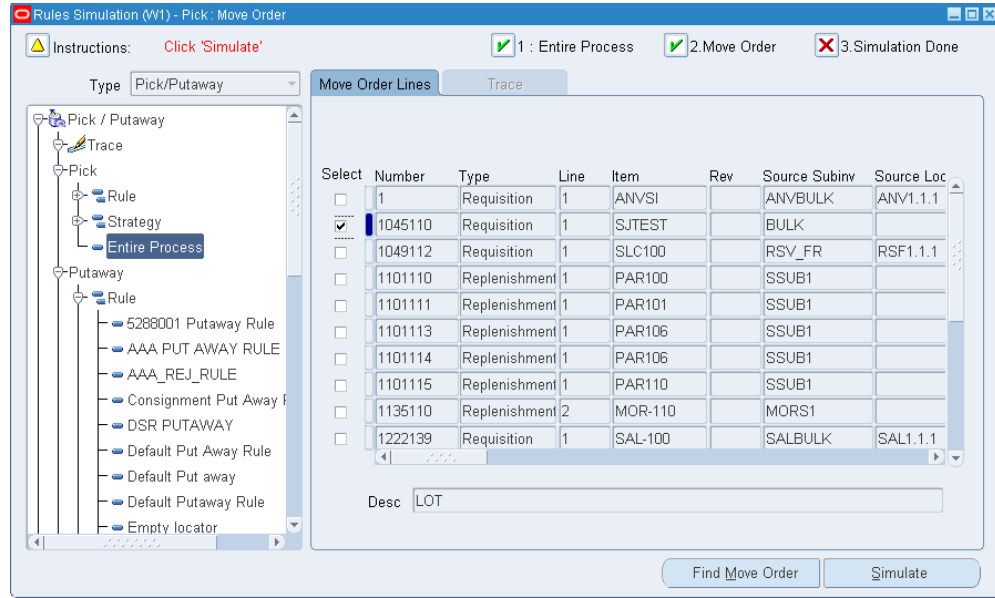 Rules Simulation (W1) - Pick : Move Order
Instructions: Click 'Simulate' 1 : Entire Process 2.Move Order 3.Simulation Done
Type Pick/Putaway
Pick / Putaway
Trace
Pick
Rule
Strategy
Entire Process
Putaway
Rule
5288001 Putaway Rule
AAA PUT AWAY RULE
AAA_REJ_RULE
Consignment Put Away
DSR PUTAWAY
Default Put Away Rule
Default Put away
Default Putaway Rule
Empty locator
Move Order Lines Trace
Select Number Type Line Item Rev Source Subinv Source Loc
1 Requisition 1 ANVSI ANVBULK ANV1.1.1
1045110 Requisition 1 SJTEST BULK
1049112 Requisition 1 SLC100 RSV_FR RSF1.1.1
1101110 Replenishment 1 PAR100 SSUB1
1101111 Replenishment 1 PAR101 SSUB1
1101113 Replenishment 1 PAR106 SSUB1
1101114 Replenishment 1 PAR106 SSUB1
1101115 Replenishment 1 PAR110 SSUB1
1135110 Replenishment 2 MOR-110 MORS1
1222139 Requisition 1 SAL-100 SALBULK SAL1.1.1
Desc LOT
Find Move Order Simulate